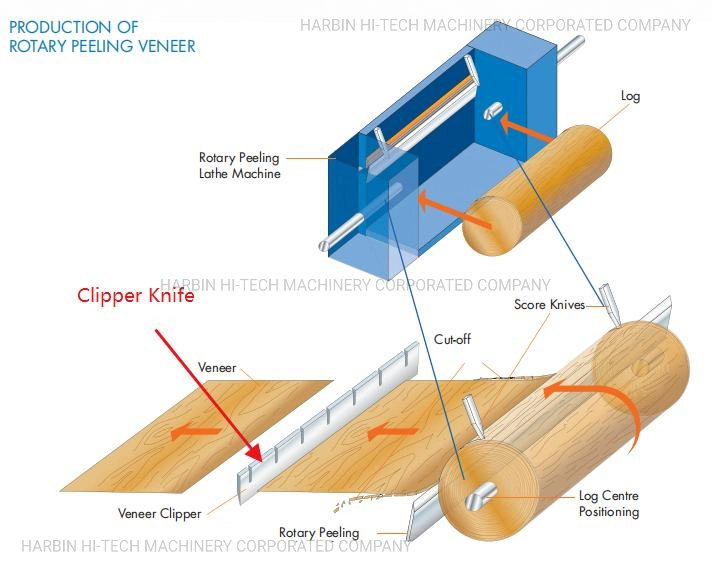 PRODUCTION OF
ROTARY PEELING VENEER
HARBIN HI-TECH MACHINERY CORPORATED COMPANY
Log
Rotary Peeling
Lathe Machine
HARBIN HI-TECH MACHINERY CORPORATED COMPANY
Clipper Knife
Score Knives
Cut-off
Veneer
Veneer Clipper
Log Centre
Positioning
Rotary Peeling
HARBIN HI-TECH MACHINERY CORPORATED COMPANY